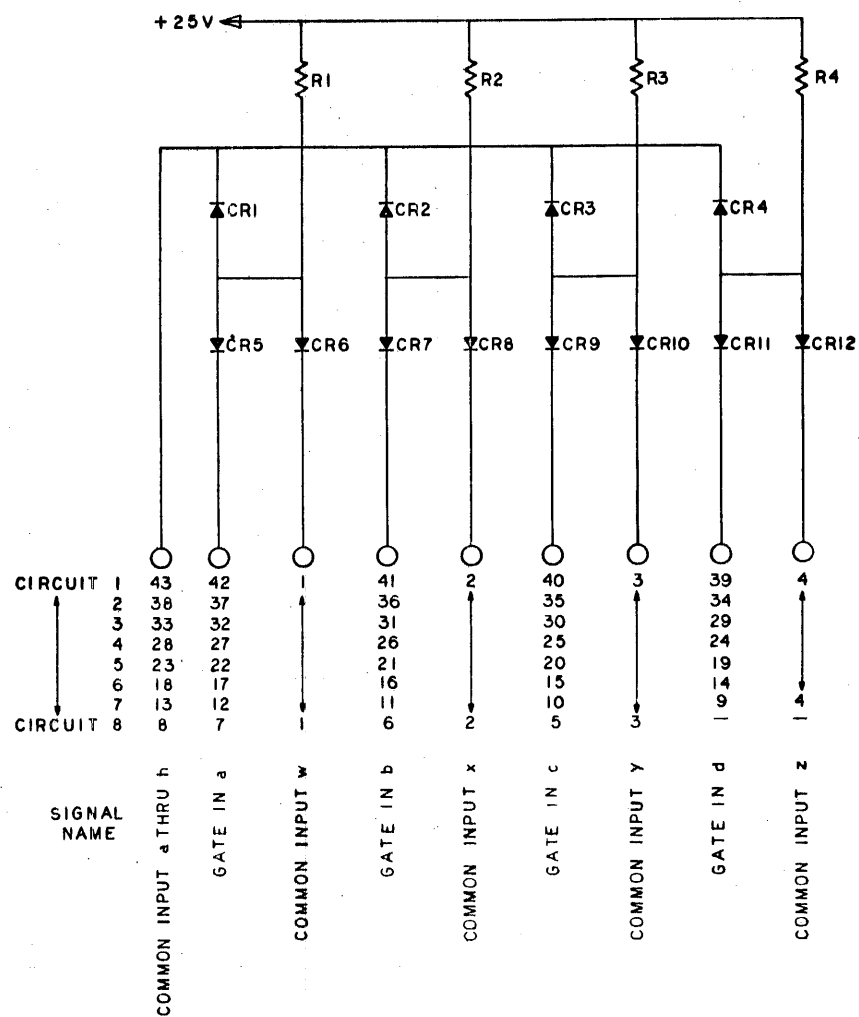 +25V
R1 R2 R3 R4
CR1 CR2 CR3 CR4
CR5 CR6 CR7 CR8 CR9 CR10 CR11 CR12
CIRCUIT 1 43 42 1 41 2 40 3 39 4
2 38 37 36 35 34
3 33 32 31 30 29
4 28 27 26 25 24
5 23 22 21 20 19
6 18 17 16 15 14
7 13 12 11 10 9 4
CIRCUIT 8 8 7 1 6 2 5 3 1 1
SIGNAL
NAME
COMMON INPUT a THRU h
GATE IN a
COMMON INPUT w
GATE IN b
COMMON INPUT x
GATE IN c
COMMON INPUT y
GATE IN d
COMMON INPUT z